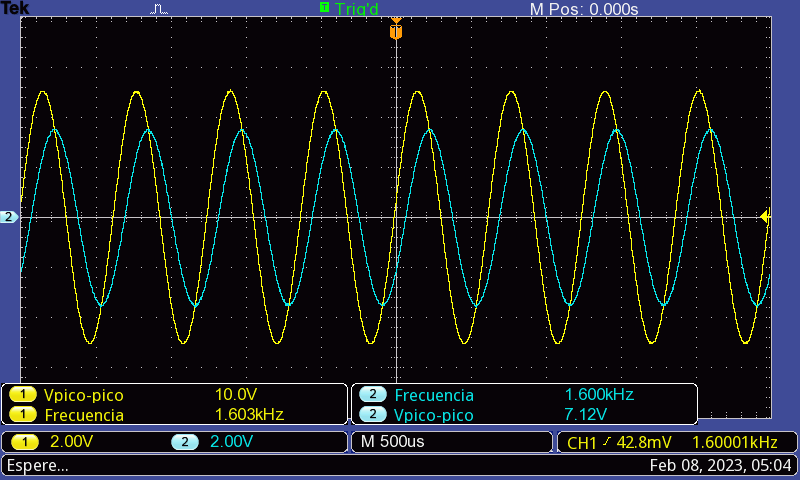 Tek T Trig'd M Pos: 0.000s
T
2
1 Vpico-pico 10.0V
1 Frecuencia 1.603kHz
2 Frecuencia 1.600kHz
2 Vpico-pico 7.12V
1 2.00V 2 2.00V M 500us CH1 42.8mV 1.60001kHz
Espere... Feb 08, 2023, 05:04